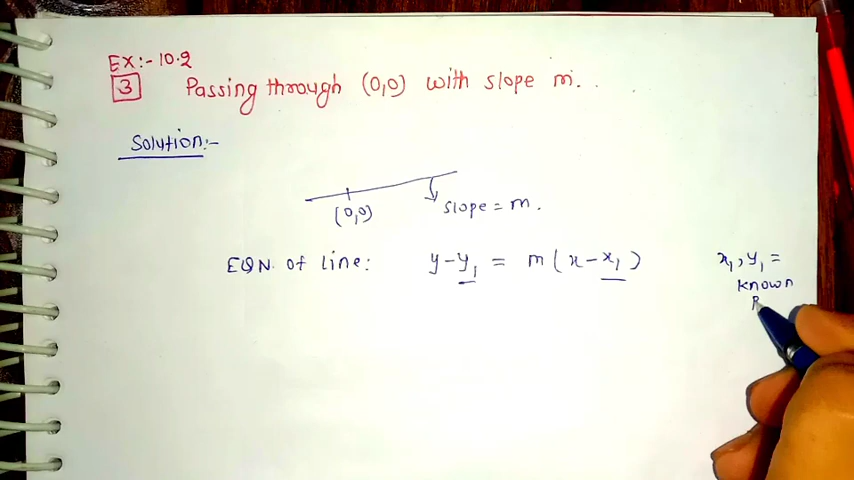 EX:- 10.2
3 Passing through (0,0) with slope m.
Solution:-
(0,0)
slope = m.
EQN. of line: y - y₁ = m(x - x₁)
x₁, y₁ =
known
P